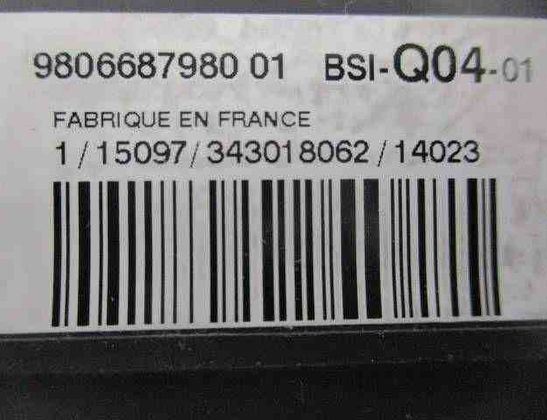 9806687980 01 BSI-Q04-01
FABRIQUE EN FRANCE
1/15097/343018062/14023